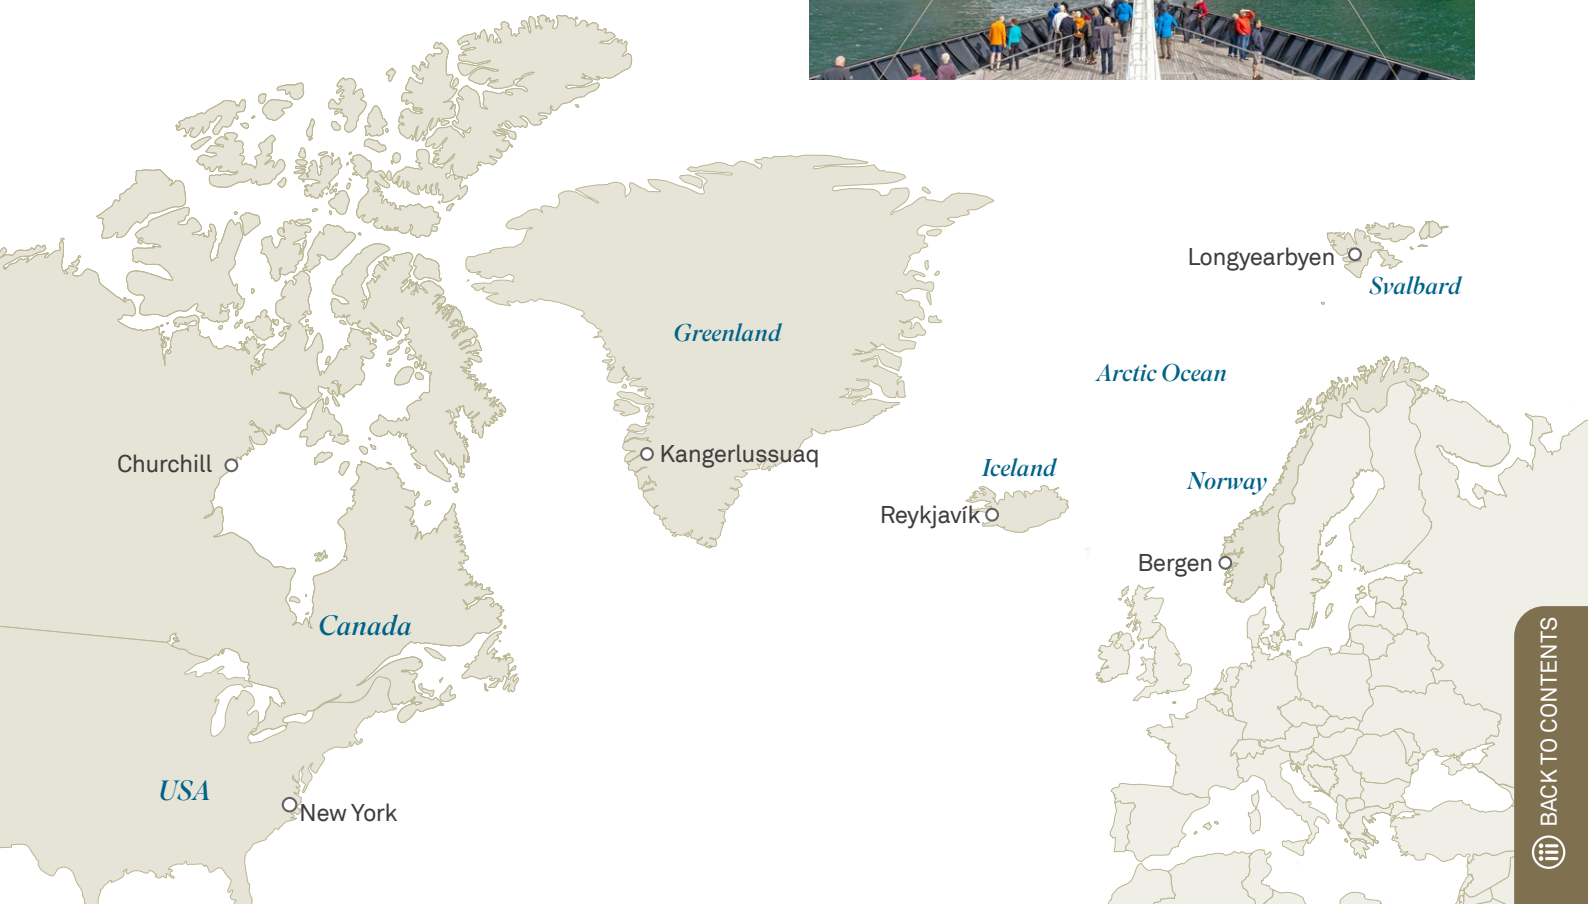 Longyearbyen
Svalbard
Greenland
Arctic Ocean
Churchill
Kangerlussuaq
Iceland
Norway
Reykjavík
Bergen
Canada
USA
New York
BACK TO CONTENTS